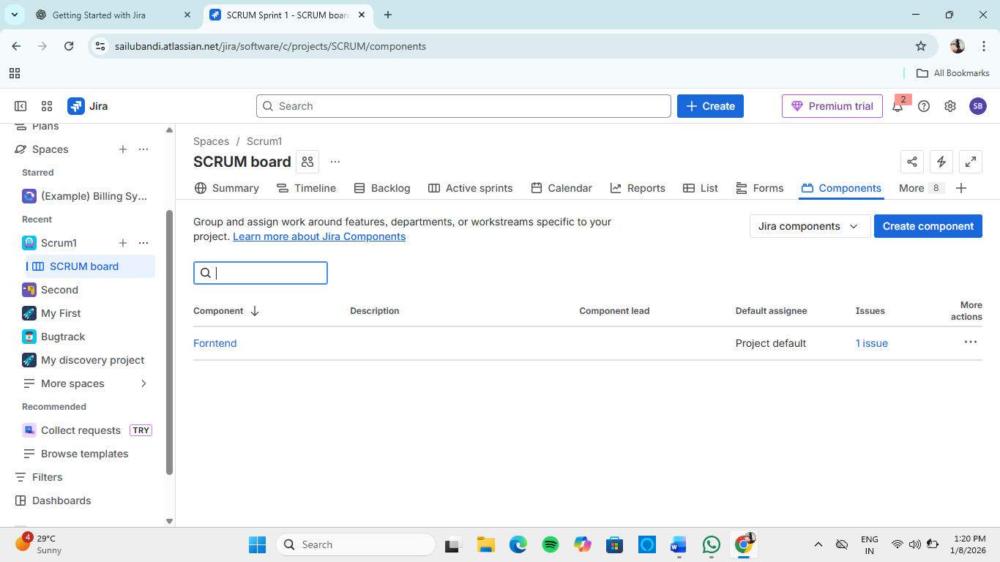 Getting Started with Jira
SCRUM Sprint 1 - SCRUM board
sailubandi.atlassian.net/jira/software/c/projects/SCRUM/components
All Bookmarks
Jira
Search
Create
Premium trial
2
SB
Plans
Spaces
Starred
(Example) Billing Sy...
Recent
Scrum1
SCRUM board
Second
My First
Bugtrack
My discovery project
More spaces
Recommended
Collect requests TRY
Browse templates
Filters
Dashboards
Spaces / Scrum1
SCRUM board
Summary Timeline Backlog Active sprints Calendar Reports List Forms Components More 8
Group and assign work around features, departments, or workstreams specific to your
project. Learn more about Jira Components
Jira components
Create component
Component Description Component lead Default assignee Issues More
actions
Forntend Project default 1 issue
4
29°C
Sunny
Search
ENG
IN
1:20 PM
1/8/2026